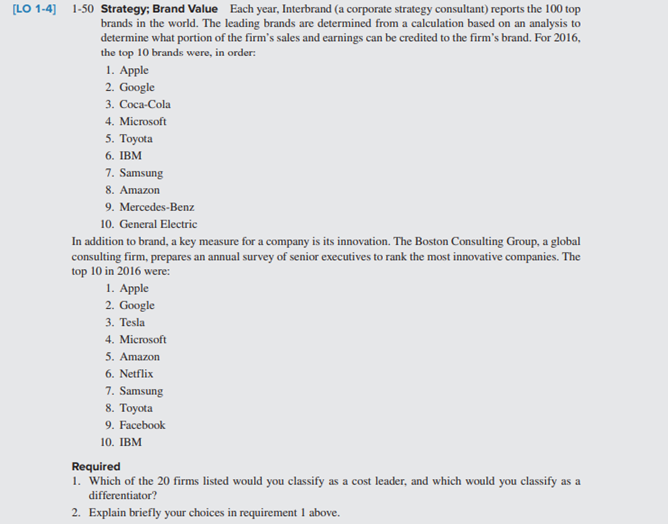 [LO 1-4] 1-50 Strategy; Brand Value Each year, Interbrand (a corporate strategy consultant) reports the 100 top
brands in the world. The leading brands are determined from a calculation based on an analysis to
determine what portion of the firm's sales and earnings can be credited to the firm's brand. For 2016,
the top 10 brands were, in order:
1. Apple
2. Google
3. Coca-Cola
4. Microsoft
5. Toyota
6. IBM
7. Samsung
8. Amazon
9. Mercedes-Benz
10. General Electric
In addition to brand, a key measure for a company is its innovation. The Boston Consulting Group, a global
consulting firm, prepares an annual survey of senior executives to rank the most innovative companies. The
top 10 in 2016 were:
1. Apple
2. Google
3. Tesla
4. Microsoft
5. Amazon
6. Netflix
7. Samsung
8. Toyota
9. Facebook
10. IBM
Required
1. Which of the 20 firms listed would you classify as a cost leader, and which would you classify as a
differentiator?
2. Explain briefly your choices in requirement 1 above.